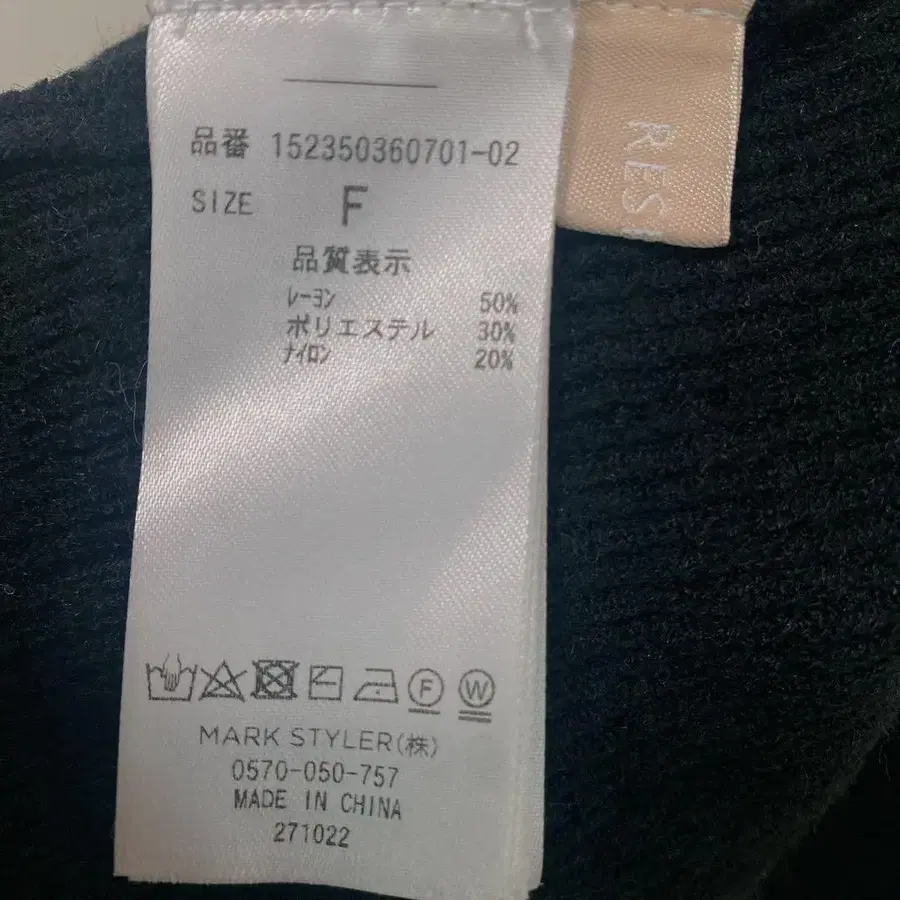 品番 152350360701-02
SIZE F
品質表示
レーヨン 50%
ポリエステル 30%
ナイロン 20%
F W
MARK STYLER(株)
0570-050-757
MADE IN CHINA
271022
RES